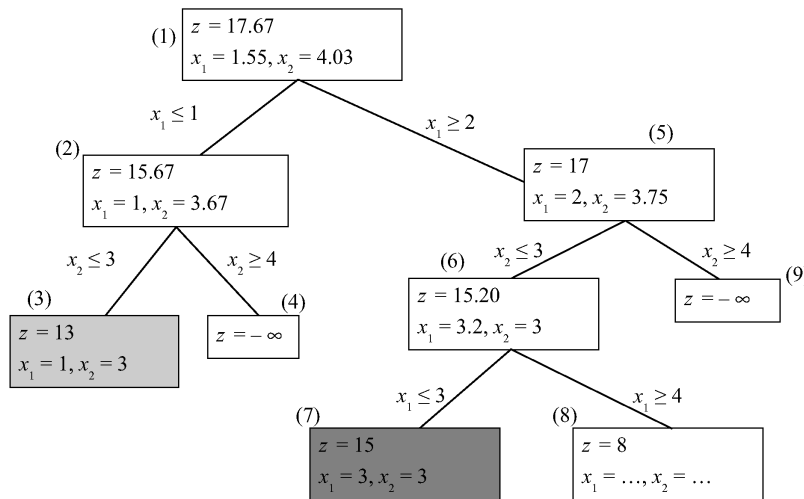 (1)
z = 17.67
x₁ = 1.55, x₂ = 4.03
x₁ ≤ 1
x₁ ≥ 2
(2)
z = 15.67
x₁ = 1, x₂ = 3.67
(5)
z = 17
x₁ = 2, x₂ = 3.75
x₂ ≤ 3
x₂ ≥ 4
x₂ ≤ 3
x₂ ≥ 4
(3)
z = 13
x₁ = 1, x₂ = 3
(4)
z = – ∞
(6)
z = 15.20
x₁ = 3.2, x₂ = 3
(9
z = – ∞
x₁ ≤ 3
x₁ ≥ 4
(7)
z = 15
x₁ = 3, x₂ = 3
(8)
z = 8
x₁ = …, x₂ = …